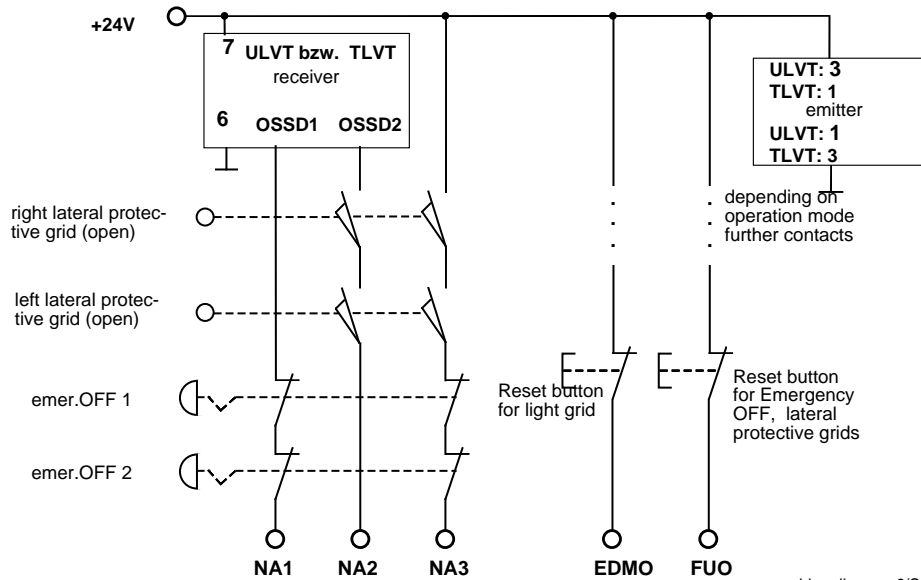 +24V
7 ULVT bzw. TLVT
receiver
6 OSSD1 OSSD2
ULVT: 3
TLVT: 1
emitter
ULVT: 1
TLVT: 3
right lateral protec-
tive grid (open)
depending on
operation mode
further contacts
left lateral protec-
tive grid (open)
emer.OFF 1
Reset button
for light grid
Reset button
for Emergency
OFF, lateral
protective grids
emer.OFF 2
NA1 NA2 NA3 EDMO FUO